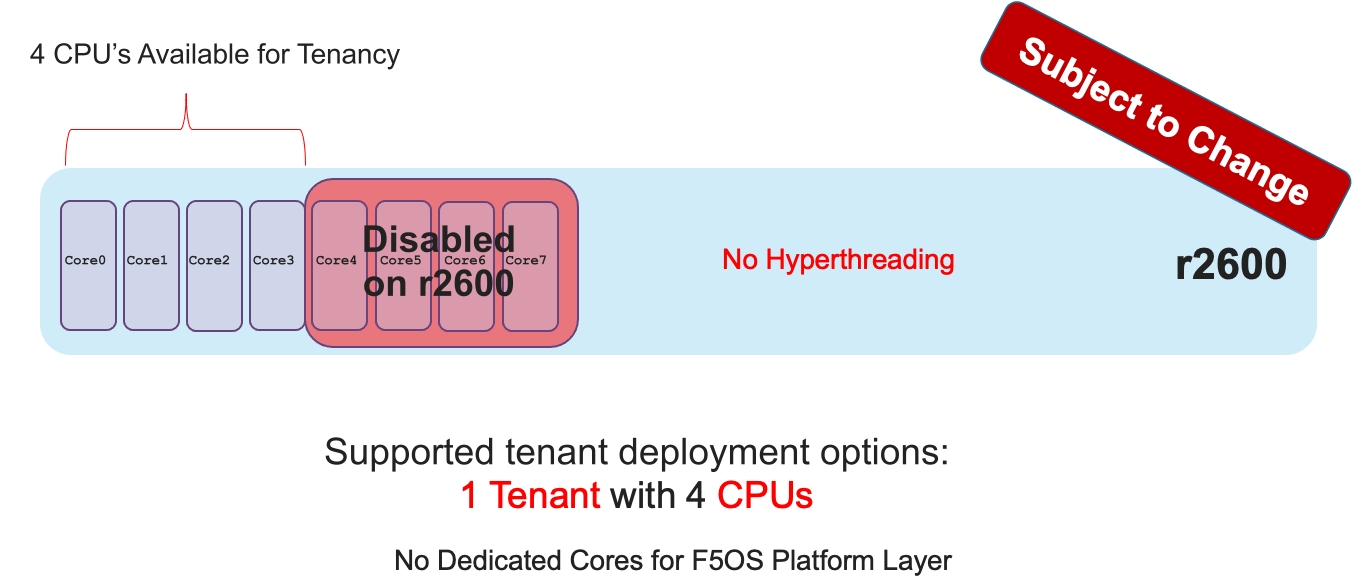 4 CPU’s Available for Tenancy
Subject to Change
Core0 Core1 Core2 Core3 Core4 Core5 Core6 Core7
Disabled
on r2600
No Hyperthreading
r2600
Supported tenant deployment options:
1 Tenant with 4 CPUs
No Dedicated Cores for F5OS Platform Layer